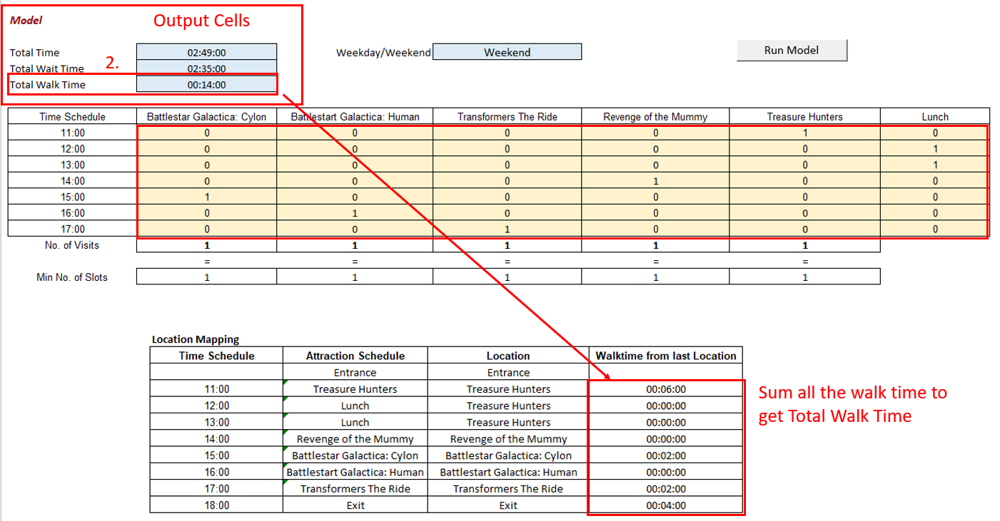 Model
Output Cells
Total Time 02:49:00 Weekday/Weekend Weekend Run Model
Total Wait Time 2. 02:35:00
Total Walk Time 00:14:00
Time Schedule Battlestar Galactica: Cylon Battlestart Galactica: Human Transformers The Ride Revenge of the Mummy Treasure Hunters Lunch
11:00 0 0 0 0 1 0
12:00 0 0 0 0 0 1
13:00 0 0 0 0 0 1
14:00 0 0 0 1 0 0
15:00 1 0 0 0 0 0
16:00 0 1 0 0 0 0
17:00 0 0 1 0 0 0
No. of Visits 1 1 1 1 1
= = = = =
Min No. of Slots 1 1 1 1 1
Location Mapping
Time Schedule Attraction Schedule Location Walktime from last Location
Entrance Entrance
11:00 Treasure Hunters Treasure Hunters 00:06:00
12:00 Lunch Treasure Hunters 00:00:00
13:00 Lunch Treasure Hunters 00:00:00
14:00 Revenge of the Mummy Revenge of the Mummy 00:00:00
15:00 Battlestar Galactica: Cylon Battlestar Galactica: Cylon 00:02:00
16:00 Battlestart Galactica: Human Battlestart Galactica: Human 00:00:00
17:00 Transformers The Ride Transformers The Ride 00:02:00
18:00 Exit Exit 00:04:00
Sum all the walk time to
get Total Walk Time